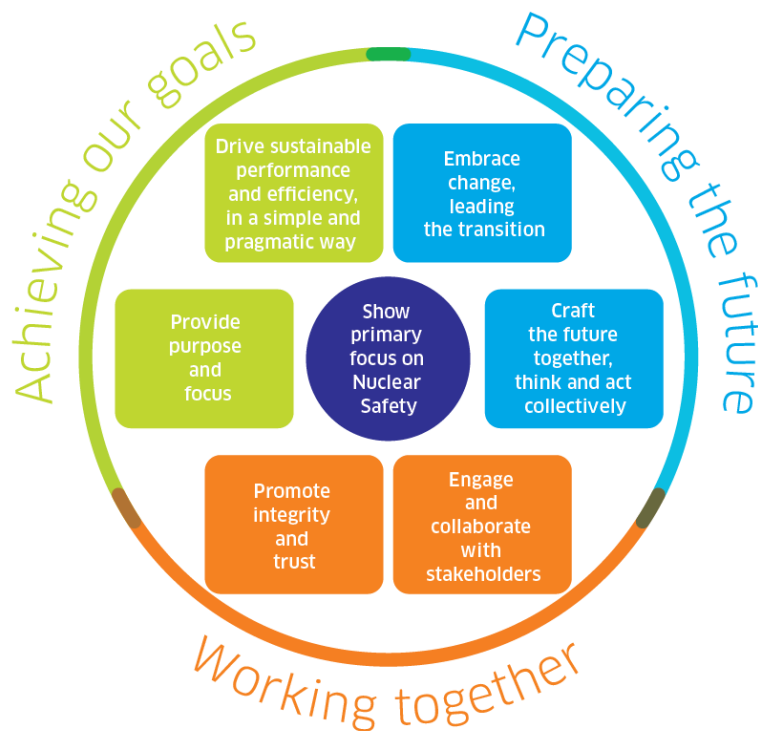 Achieving our goals
Preparing the future
Drive sustainable
performance
and efficiency,
in a simple and
pragmatic way
Embrace
change,
leading
the transition
Provide
purpose
and
focus
Show
primary
focus on
Nuclear
Safety
Craft
the future
together,
think and act
collectively
Promote
integrity
and
trust
Engage
and
collaborate
with
stakeholders
Working together